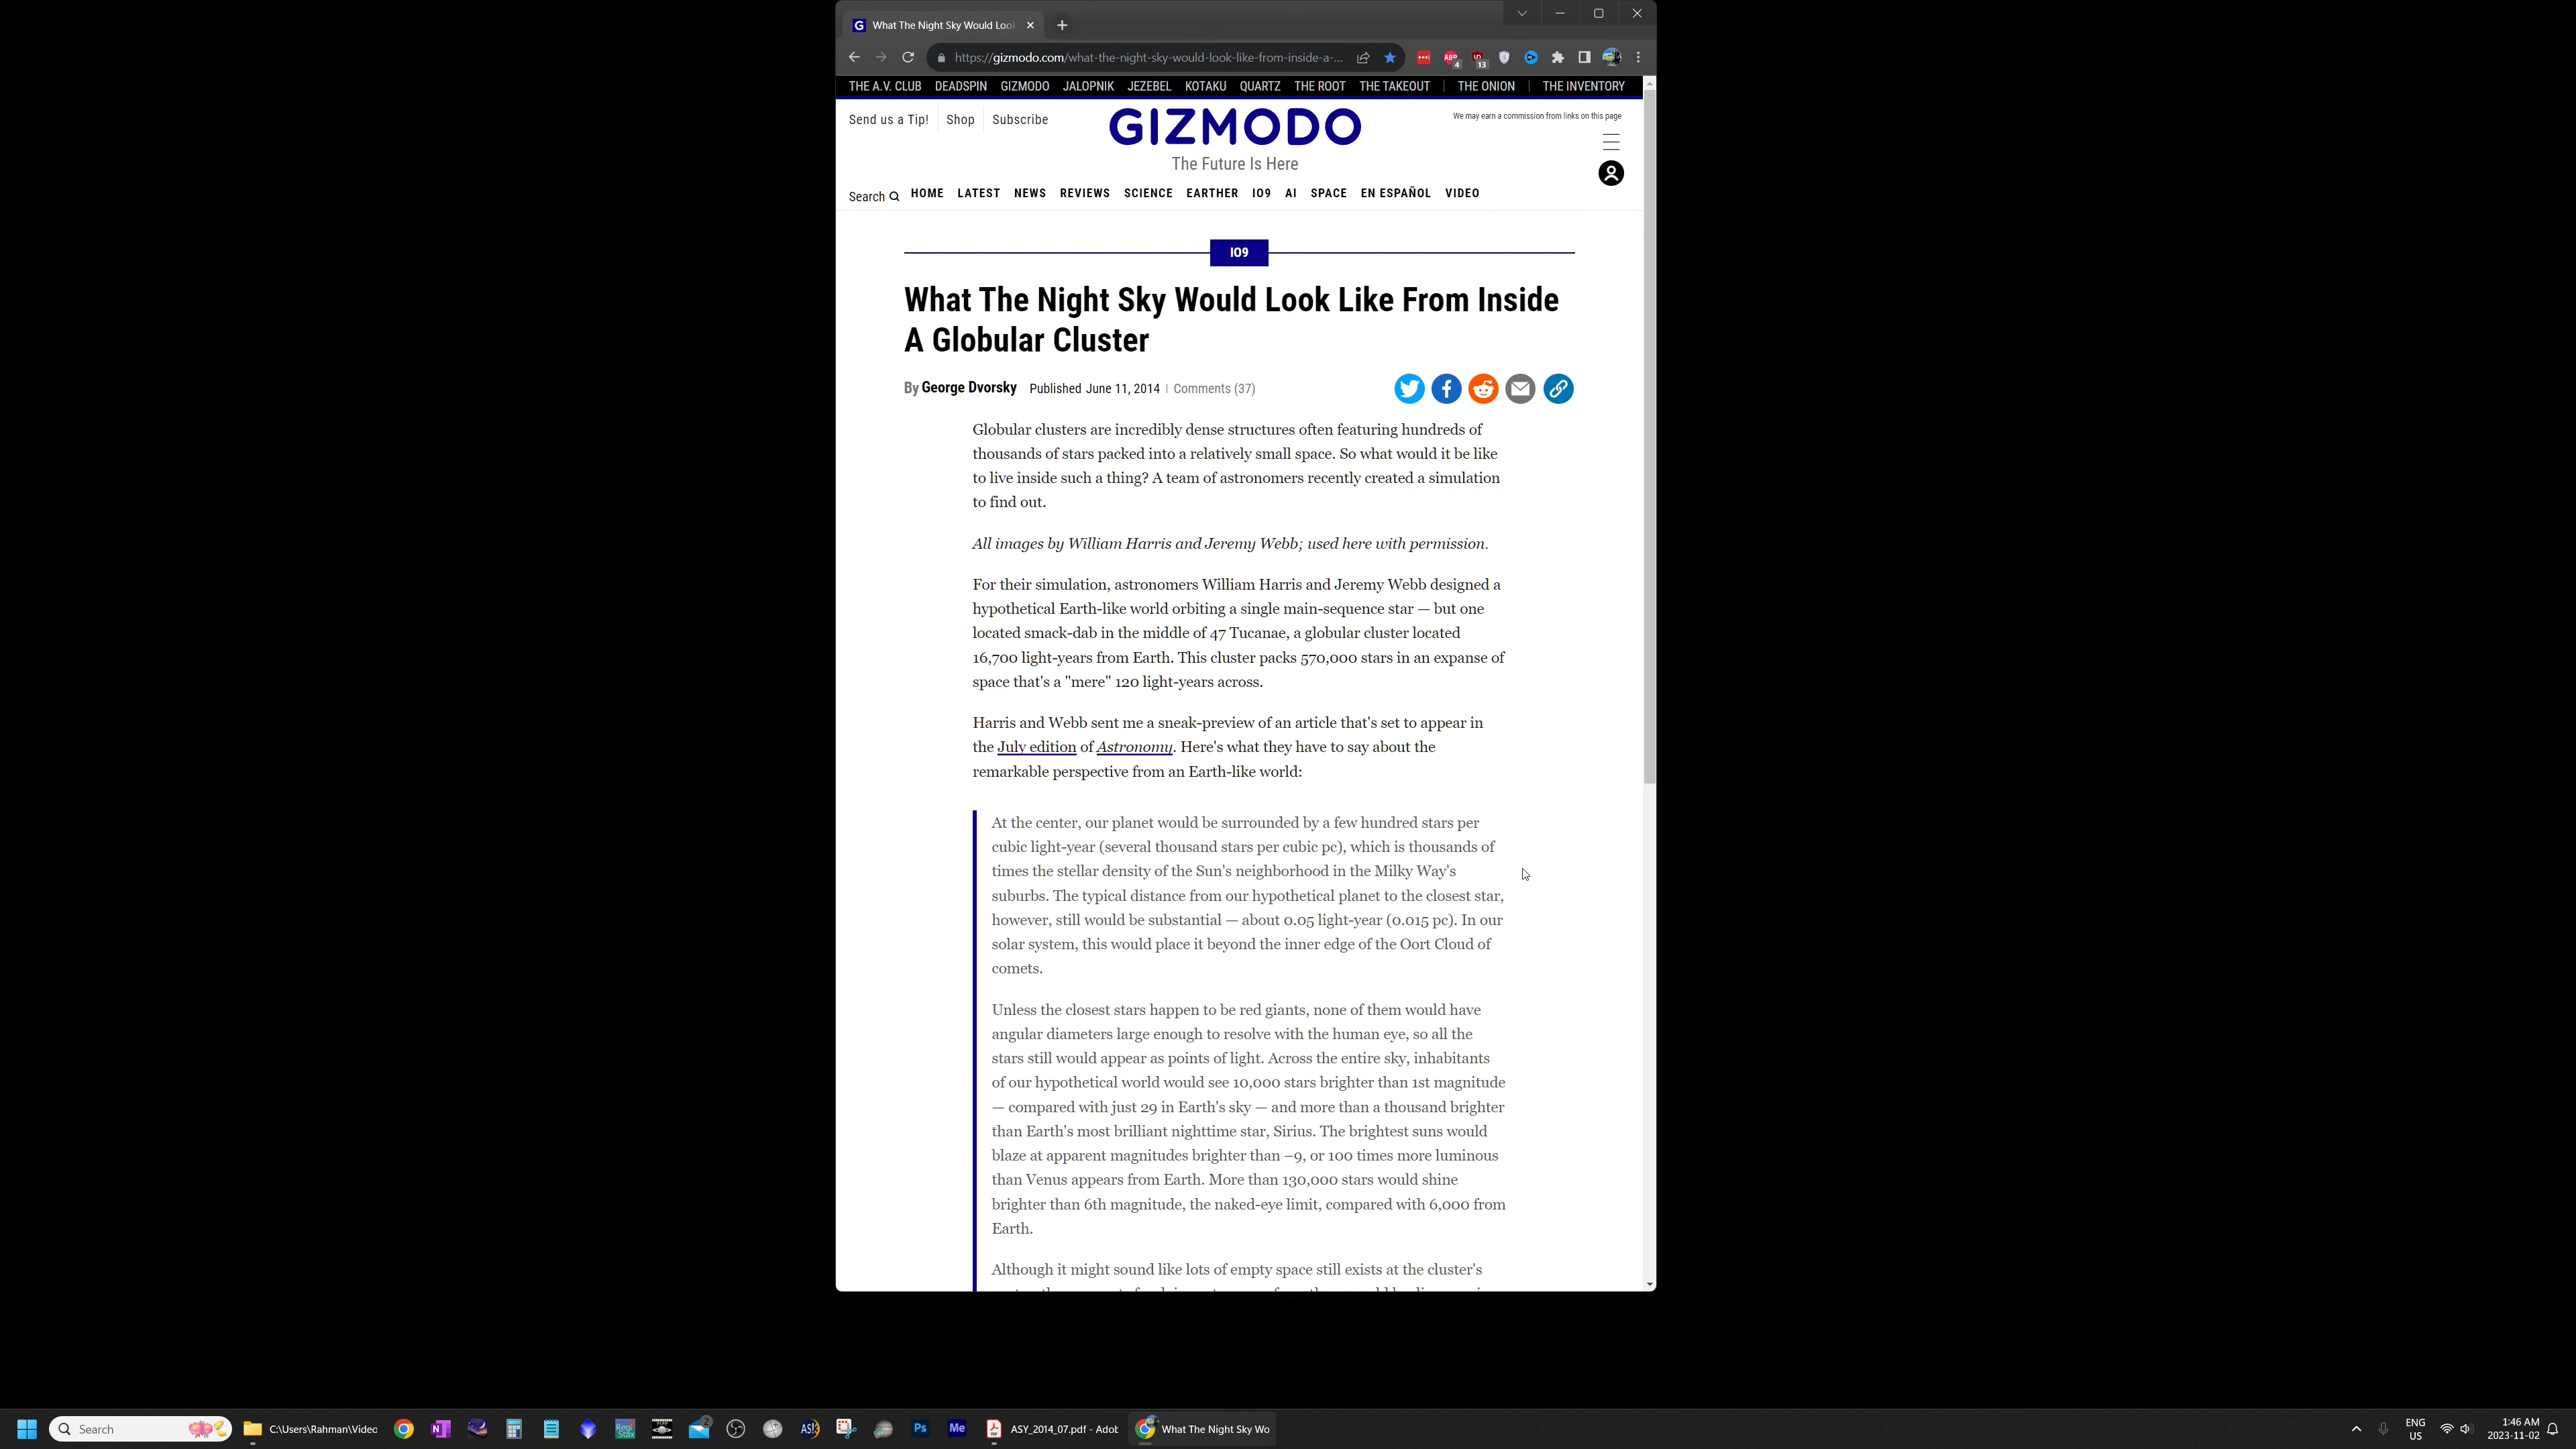 What The Night Sky Would Loo
https://gizmodo.com/what-the-night-sky-would-look-like-from-inside-a-...
4
13
THE A.V. CLUB DEADSPIN GIZMODO JALOPNIK JEZEBEL KOTAKU QUARTZ THE ROOT THE TAKEOUT THE ONION THE INVENTORY
Send us a Tip! Shop Subscribe
GIZMODO
We may earn a commission from links on this page
The Future Is Here
Search HOME LATEST NEWS REVIEWS SCIENCE EARTHER IO9 AI SPACE EN ESPAÑOL VIDEO
IO9
What The Night Sky Would Look Like From Inside
A Globular Cluster
By George Dvorsky Published June 11, 2014 Comments (37)
Globular clusters are incredibly dense structures often featuring hundreds of
thousands of stars packed into a relatively small space. So what would it be like
to live inside such a thing? A team of astronomers recently created a simulation
to find out.
All images by William Harris and Jeremy Webb; used here with permission.
For their simulation, astronomers William Harris and Jeremy Webb designed a
hypothetical Earth-like world orbiting a single main-sequence star — but one
located smack-dab in the middle of 47 Tucanae, a globular cluster located
16,700 light-years from Earth. This cluster packs 570,000 stars in an expanse of
space that's a "mere" 120 light-years across.
Harris and Webb sent me a sneak-preview of an article that's set to appear in
the July edition of Astronomy. Here's what they have to say about the
remarkable perspective from an Earth-like world:
At the center, our planet would be surrounded by a few hundred stars per
cubic light-year (several thousand stars per cubic pc), which is thousands of
times the stellar density of the Sun's neighborhood in the Milky Way's
suburbs. The typical distance from our hypothetical planet to the closest star,
however, still would be substantial — about 0.05 light-year (0.015 pc). In our
solar system, this would place it beyond the inner edge of the Oort Cloud of
comets.
Unless the closest stars happen to be red giants, none of them would have
angular diameters large enough to resolve with the human eye, so all the
stars still would appear as points of light. Across the entire sky, inhabitants
of our hypothetical world would see 10,000 stars brighter than 1st magnitude
— compared with just 29 in Earth's sky — and more than a thousand brighter
than Earth's most brilliant nighttime star, Sirius. The brightest suns would
blaze at apparent magnitudes brighter than –9, or 100 times more luminous
than Venus appears from Earth. More than 130,000 stars would shine
brighter than 6th magnitude, the naked-eye limit, compared with 6,000 from
Earth.
Although it might sound like lots of empty space still exists at the cluster's
Search C:\Users\Rahman\Video AS! Ps Me ASY_2014_07.pdf - Adob What The Night Sky Wo ENG 1:46 AM
US 2023-11-02